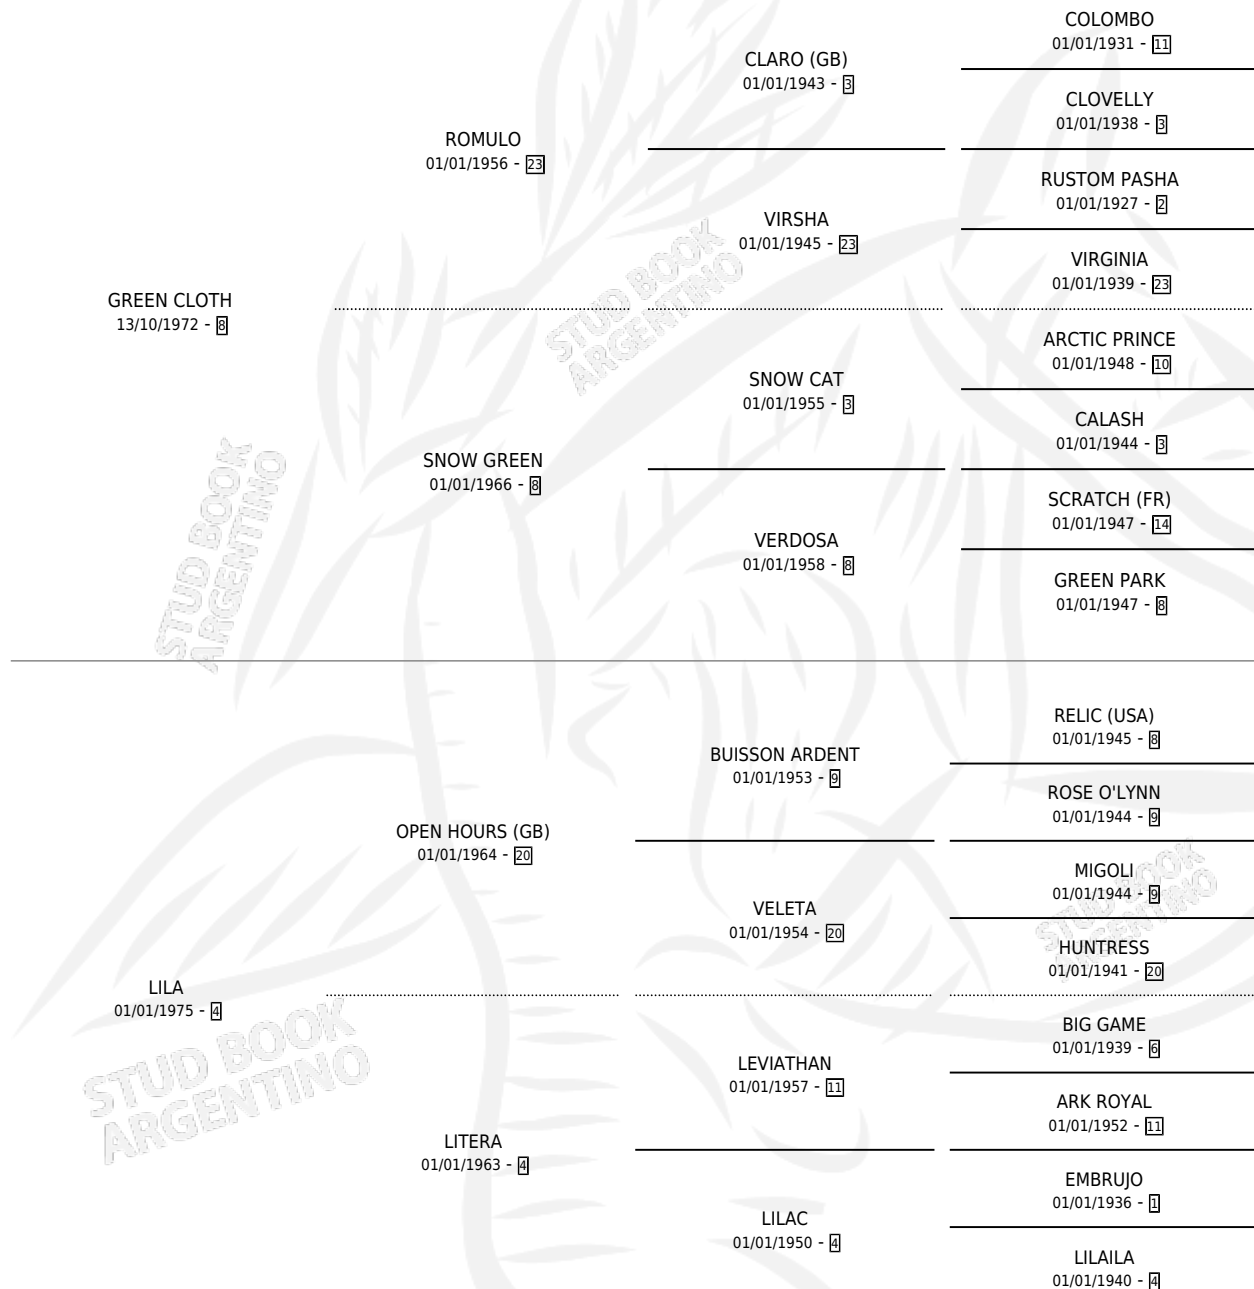 COLOMBO
01/01/1931 - 11
CLARO (GB)
01/01/1943 - 3
CLOVELLY
01/01/1938 - 3
ROMULO
01/01/1956 - 23
RUSTOM PASHA
01/01/1927 - 2
VIRSHA
01/01/1945 - 23
VIRGINIA
01/01/1939 - 23
GREEN CLOTH
13/10/1972 - 8
ARCTIC PRINCE
01/01/1948 - 10
SNOW CAT
01/01/1955 - 3
CALASH
01/01/1944 - 3
SNOW GREEN
01/01/1966 - 8
SCRATCH (FR)
01/01/1947 - 14
VERDOSA
01/01/1958 - 8
GREEN PARK
01/01/1947 - 8
RELIC (USA)
01/01/1945 - 8
BUISSON ARDENT
01/01/1953 - 9
ROSE O'LYNN
01/01/1944 - 9
OPEN HOURS (GB)
01/01/1964 - 20
MIGOLI
01/01/1944 - 9
VELETA
01/01/1954 - 20
HUNTRESS
01/01/1941 - 20
LILA
01/01/1975 - 4
BIG GAME
01/01/1939 - 6
LEVIATHAN
01/01/1957 - 11
ARK ROYAL
01/01/1952 - 11
LITERA
01/01/1963 - 4
EMBRUJO
01/01/1936 - 1
LILAC
01/01/1950 - 4
LILAILA
01/01/1940 - 4
STUD BOOK
ARGENTINO
STUD BOOK
ARGENTINO
STUD BOOK
ARGENTINO
STUD BOOK
ARGENTINO